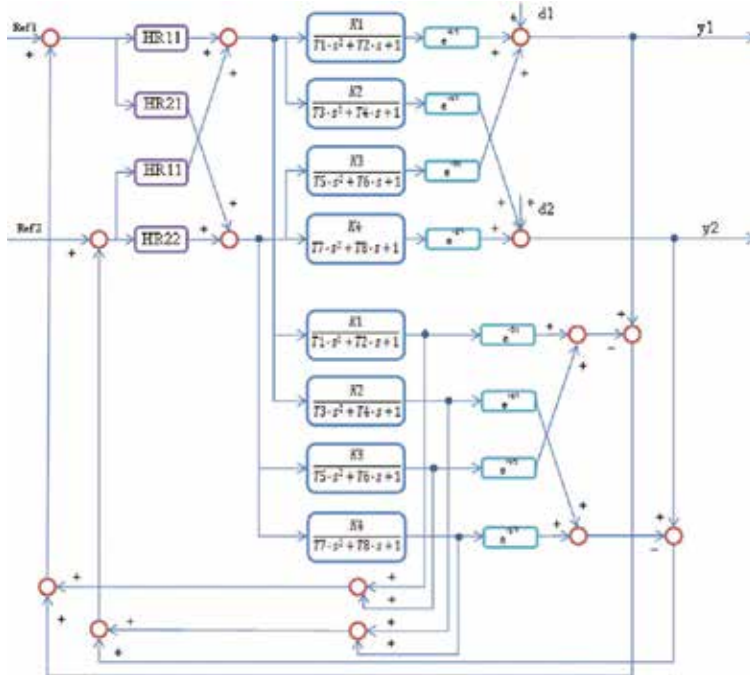 Ref1
HR11
K1
T1·s²+T2·s+1
d1
y1
HR21
K2
T3·s²+T4·s+1
HR11
K3
T5·s²+T6·s+1
Ref2
HR22
K4
T7·s²+T8·s+1
d2
y2
K1
T1·s²+T2·s+1
K2
T3·s²+T4·s+1
K3
T5·s²+T6·s+1
K4
T7·s²+T8·s+1